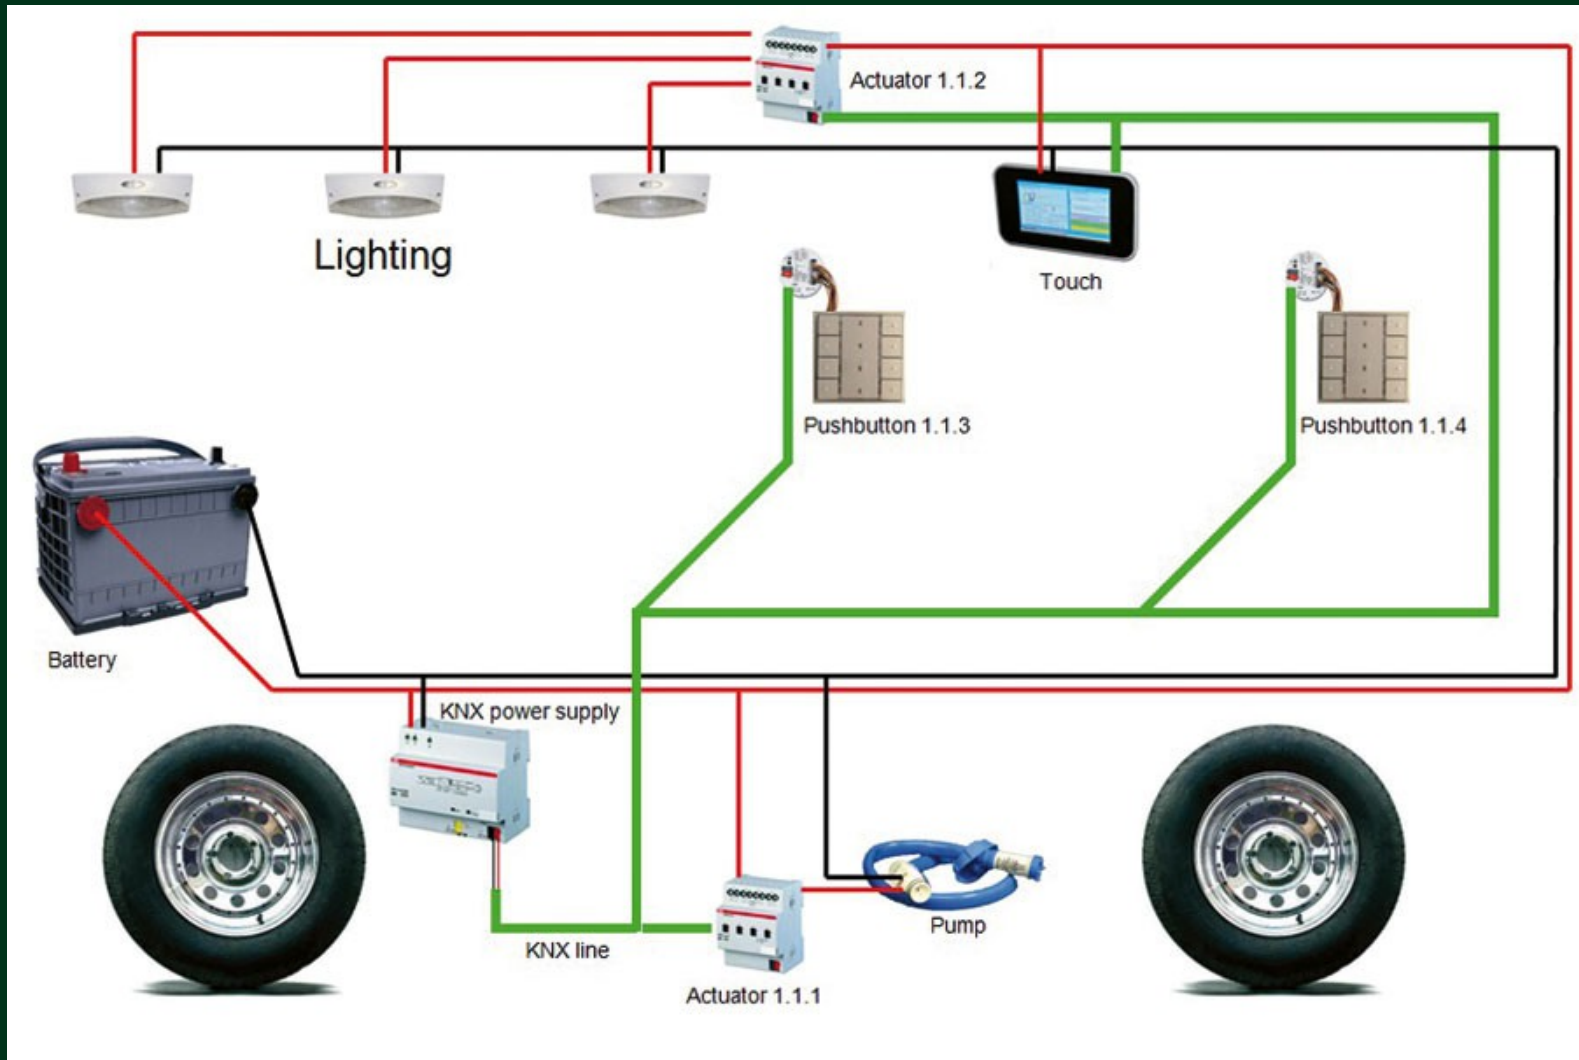 Actuator 1.1.2
Lighting
Touch
Pushbutton 1.1.3
Pushbutton 1.1.4
Battery
KNX power supply
Pump
KNX line
Actuator 1.1.1